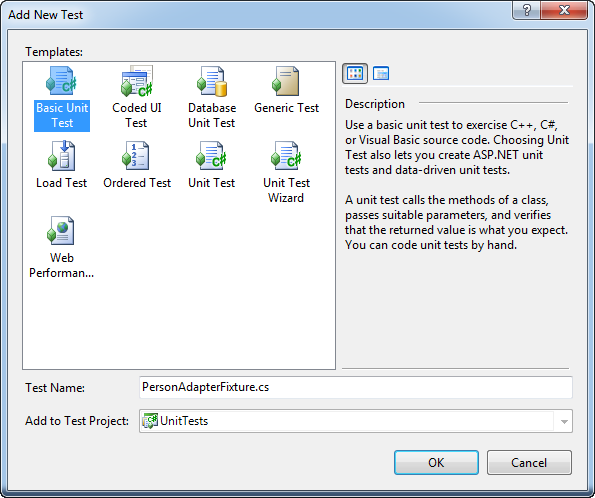 Add New Test
Templates:
Basic Unit
Test
Coded UI
Test
Database
Unit Test
Generic Test
Load Test
Ordered Test
Unit Test
Unit Test
Wizard
Web
Performan...
Description
Use a basic unit test to exercise C++, C#,
or Visual Basic source code. Choosing Unit
Test also lets you create ASP.NET unit
tests and data-driven unit tests.
A unit test calls the methods of a class,
passes suitable parameters, and verifies
that the returned value is what you expect.
You can code unit tests by hand.
Test Name:
PersonAdapterFixture.cs
Add to Test Project:
UnitTests
OK
Cancel